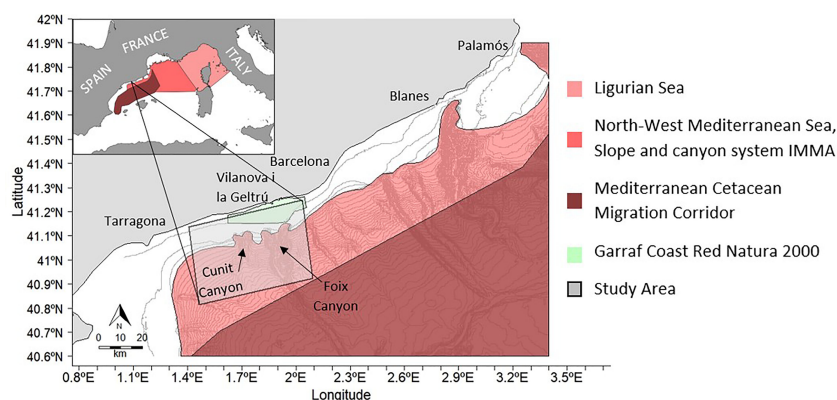 42°N
41.9°N
41.8°N
41.7°N
41.6°N
41.5°N
41.4°N
41.3°N
41.2°N
41.1°N
41.0°N
40.9°N
40.8°N
40.7°N
40.6°N
Latitude
FRANCE
SPAIN
ITALY
Palamós
Blanes
Barcelona
Vilanova i
la Geltrú
Tarragona
Cunit
Canyon
Foix
Canyon
N
0 10 20
km
0.8°E 1.1°E 1.4°E 1.7°E 2°E 2.3°E 2.6°E 2.9°E 3.2°E 3.5°E
Longitude
Ligurian Sea
North-West Mediterranean Sea,
Slope and canyon system IMMA
Mediterranean Cetacean
Migration Corridor
Garraf Coast Red Natura 2000
Study Area